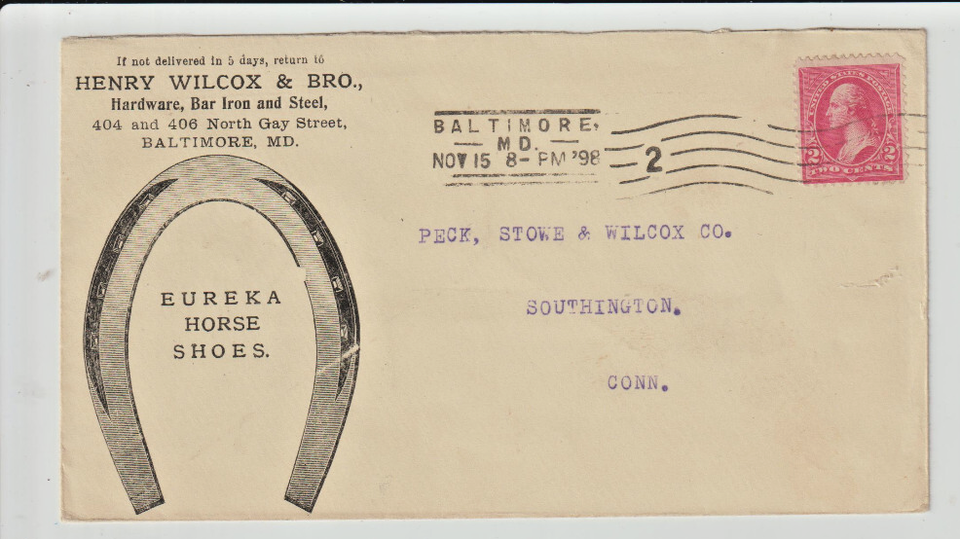 If not delivered in 5 days, return to
HENRY WILCOX & BRO.,
Hardware, Bar Iron and Steel,
404 and 406 North Gay Street,
BALTIMORE, MD.
BALTIMORE,
MD.
NOV 15 8- PM '98
2
UNITED STATES POSTAGE
2 2
TWO CENTS
PECK, STOWE & WILCOX CO.
SOUTHINGTON.
CONN.
EUREKA
HORSE
SHOES.